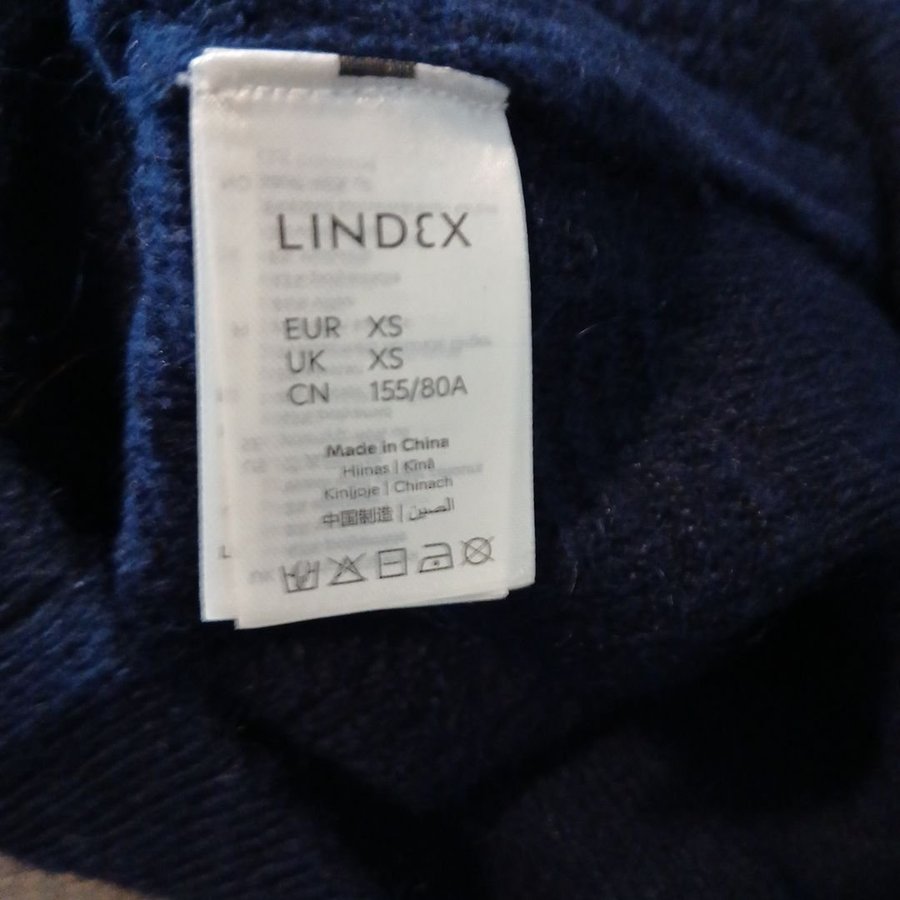 LINDEX
EUR XS
UK XS
CN 155/80A
Made in China
Hiinas | Kīnā
Kinijoje | Chinach
中国制造 | الصين